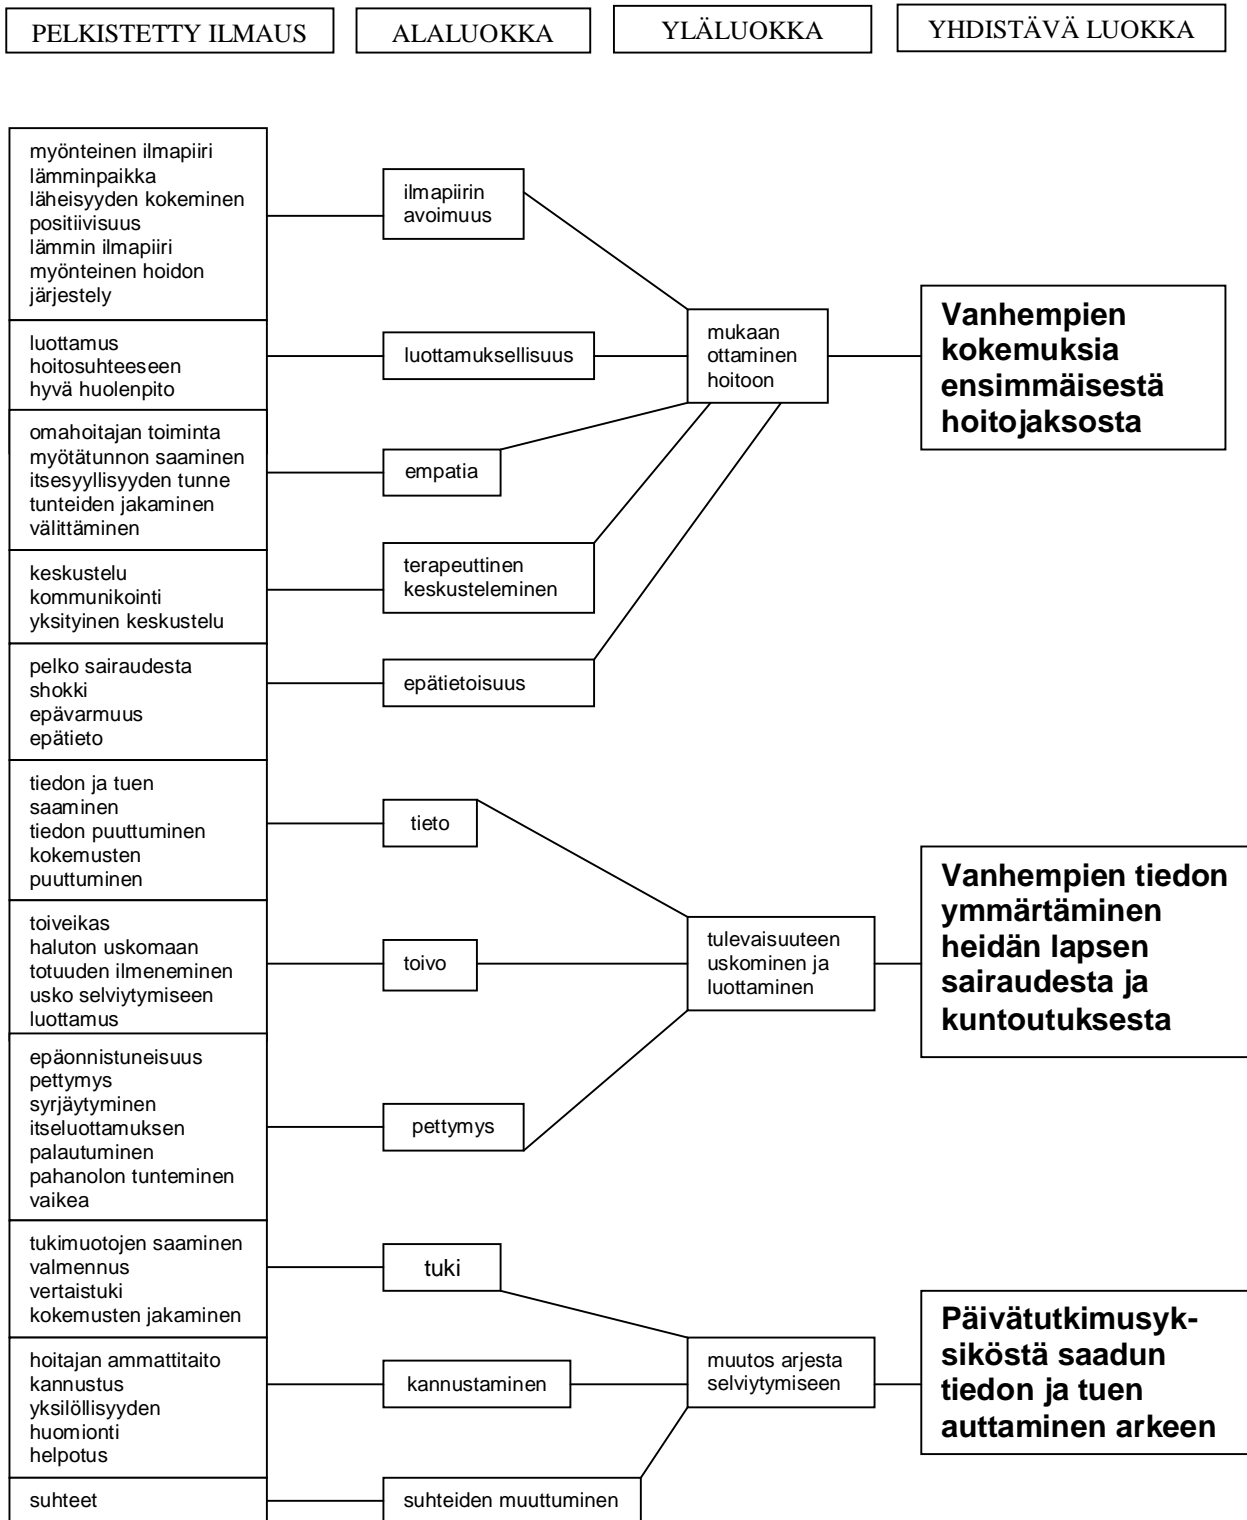 PELKISTETTY ILMAUS
ALALUOKKA
YLÄLUOKKA
YHDISTÄVÄ LUOKKA
myönteinen ilmapiiri
lämminpaikka
läheisyyden kokeminen
positiivisuus
lämmin ilmapiiri
myönteinen hoidon
järjestely
ilmapiirin
avoimuus
luottamus
hoitosuhteeseen
hyvä huolenpito
luottamuksellisuus
mukaan
ottaminen
hoitoon
Vanhempien
kokemuksia
ensimmäisestä
hoitojaksosta
omahoitajan toiminta
myötätunnon saaminen
itsesyyllisyyden tunne
tunteiden jakaminen
välittäminen
empatia
keskustelu
kommunikointi
yksityinen keskustelu
terapeuttinen
keskusteleminen
pelko sairaudesta
shokki
epävarmuus
epätieto
epätietoisuus
tiedon ja tuen
saaminen
tiedon puuttuminen
kokemusten
puuttuminen
tieto
toiveikas
haluton uskomaan
totuuden ilmeneminen
usko selviytymiseen
luottamus
toivo
tulevaisuuteen
uskominen ja
luottaminen
Vanhempien tiedon
ymmärtäminen
heidän lapsen
sairaudesta ja
kuntoutuksesta
epäonnistuneisuus
pettymys
syrjäytyminen
itseluottamuksen
palautuminen
pahanolon tunteminen
vaikea
pettymys
tukimuotojen saaminen
valmennus
vertaistuki
kokemusten jakaminen
tuki
hoitajan ammattitaito
kannustus
yksilöllisyyden
huomionti
helpotus
kannustaminen
muutos arjesta
selviytymiseen
Päivätutkimusyk-
siköstä saadun
tiedon ja tuen
auttaminen arkeen
suhteet
suhteiden muuttuminen